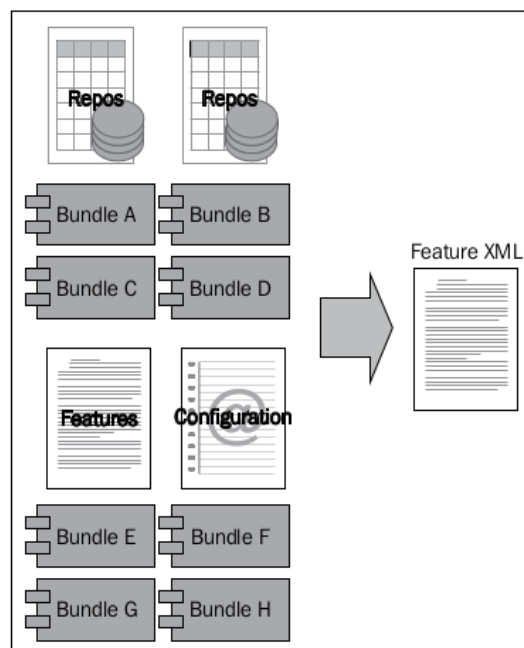 Repos Repos
Bundle A Bundle B
Bundle C Bundle D
Feature XML
Features Configuration
@
Bundle E Bundle F
Bundle G Bundle H